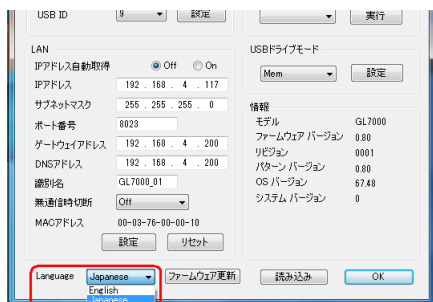 USB ID 9 設定
実行
LAN
IPアドレス自動取得 Off On
IPアドレス 192 . 168 . 4 . 117
サブネットマスク 255 . 255 . 255 . 0
ポート番号 8023
ゲートウェイアドレス 192 . 168 . 4 . 200
DNSアドレス 192 . 168 . 4 . 200
識別名 GL7000_01
無通信時切断 Off
MACアドレス 00-03-76-00-00-10
設定 リセット
USBドライブモード
Mem 設定
情報
モデル GL7000
ファームウェア バージョン 0.80
リビジョン 0001
パターン バージョン 0.80
OS バージョン 67.48
システム バージョン 0
Language Japanese ファームウェア更新 読み込み OK
English
Japanese